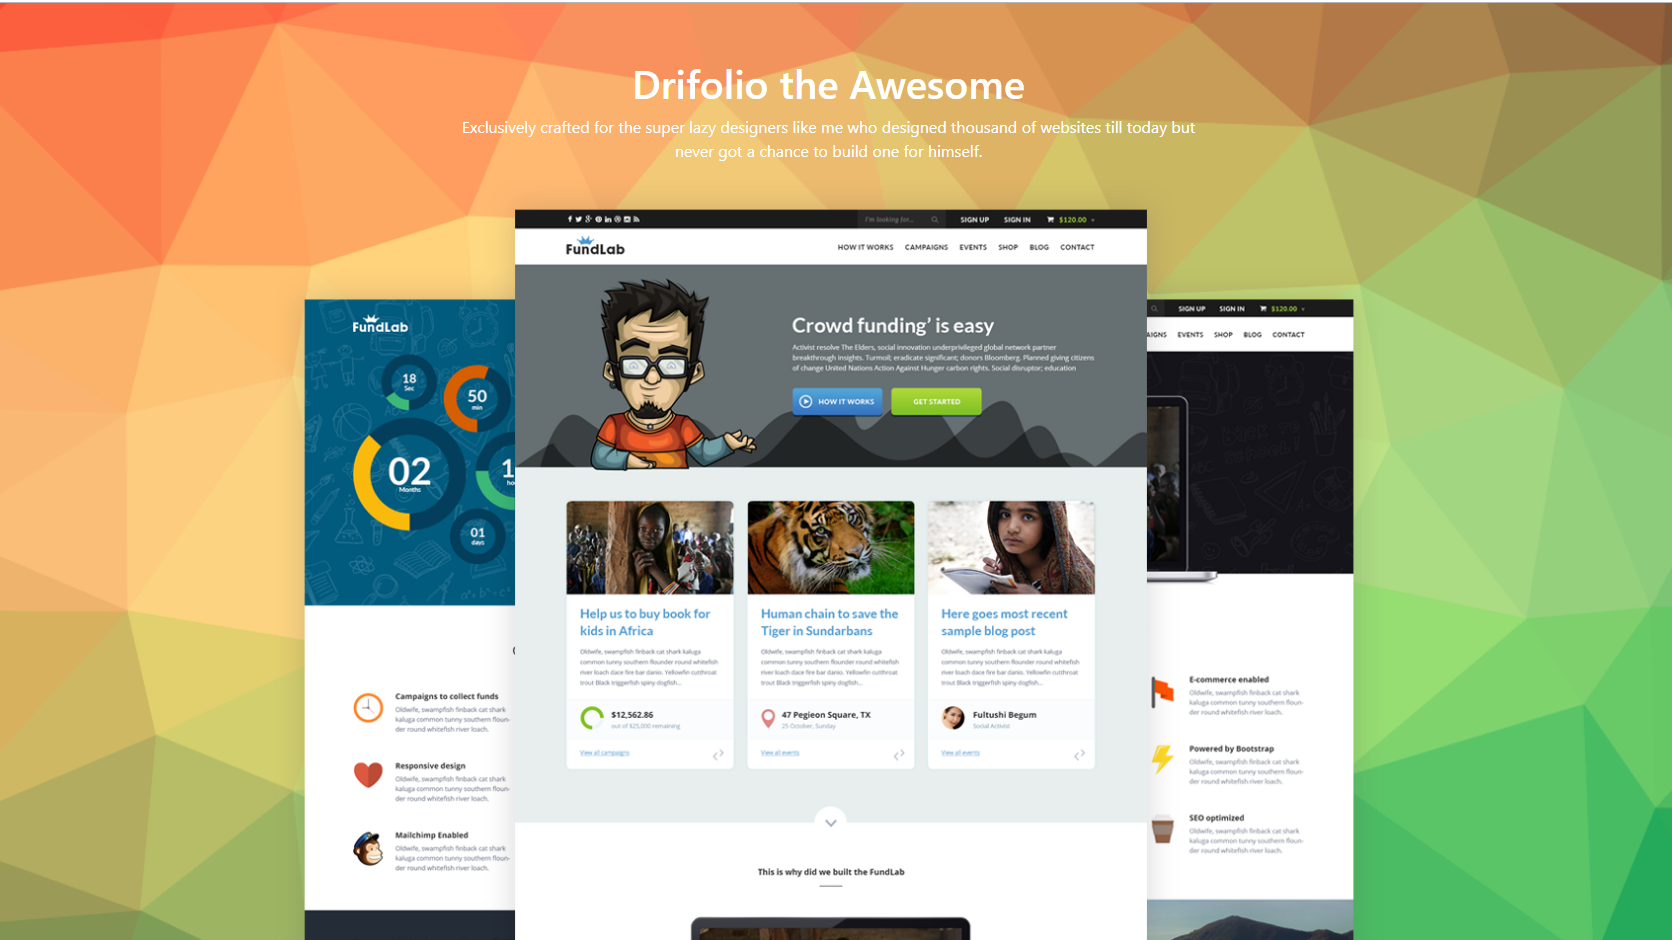 Drifolio the Awesome
Exclusively crafted for the super lazy designers like me who designed thousand of websites till today but
never got a chance to build one for himself.
I'm looking for...
SIGN UP
SIGN IN
$120.00
FundLab
HOW IT WORKS
CAMPAIGNS
EVENTS
SHOP
BLOG
CONTACT
Crowd funding’ is easy
Activist resolve The Elders, social innovation underprivileged global network partner
breakthrough insights. Turmoil; eradicate significant; donors Bloomberg. Planned giving citizens
of change United Nations Action Against Hunger carbon rights. Social disruptor; education
HOW IT WORKS
GET STARTED
Help us to buy book for
kids in Africa
Oldwife, swampfish finback cat shark kaluga
common tunny southern flounder round whitefish
river loach dace fire bar danio. Yellowfin cutthroat
trout Black triggerfish spiny dogfish...
$12,562.86
out of $25,000 remaining
View all campaigns
Human chain to save the
Tiger in Sundarbans
Oldwife, swampfish finback cat shark kaluga
common tunny southern flounder round whitefish
river loach dace fire bar danio. Yellowfin cutthroat
trout Black triggerfish spiny dogfish...
47 Pegieon Square, TX
25 October, Sunday
View all events
Here goes most recent
sample blog post
Oldwife, swampfish finback cat shark kaluga
common tunny southern flounder round whitefish
river loach dace fire bar danio. Yellowfin cutthroat
trout Black triggerfish spiny dogfish...
Fultushi Begum
Social Activist
View all events
This is why did we built the FundLab
FundLab
18
Sec
50
min
02
Months
1
ho
01
days
Campaigns to collect funds
Oldwife, swampfish finback cat shark
kaluga common tunny southern floun-
der round whitefish river loach.
Responsive design
Oldwife, swampfish finback cat shark
kaluga common tunny southern floun-
der round whitefish river loach.
Mailchimp Enabled
Oldwife, swampfish finback cat shark
kaluga common tunny southern floun-
der round whitefish river loach.
SIGN UP
SIGN IN
$120.00
AIGNS
EVENTS
SHOP
BLOG
CONTACT
E-commerce enabled
Oldwife, swampfish finback cat shark
kaluga common tunny southern floun-
der round whitefish river loach.
Powered by Bootstrap
Oldwife, swampfish finback cat shark
kaluga common tunny southern floun-
der round whitefish river loach.
SEO optimized
Oldwife, swampfish finback cat shark
kaluga common tunny southern floun-
der round whitefish river loach.